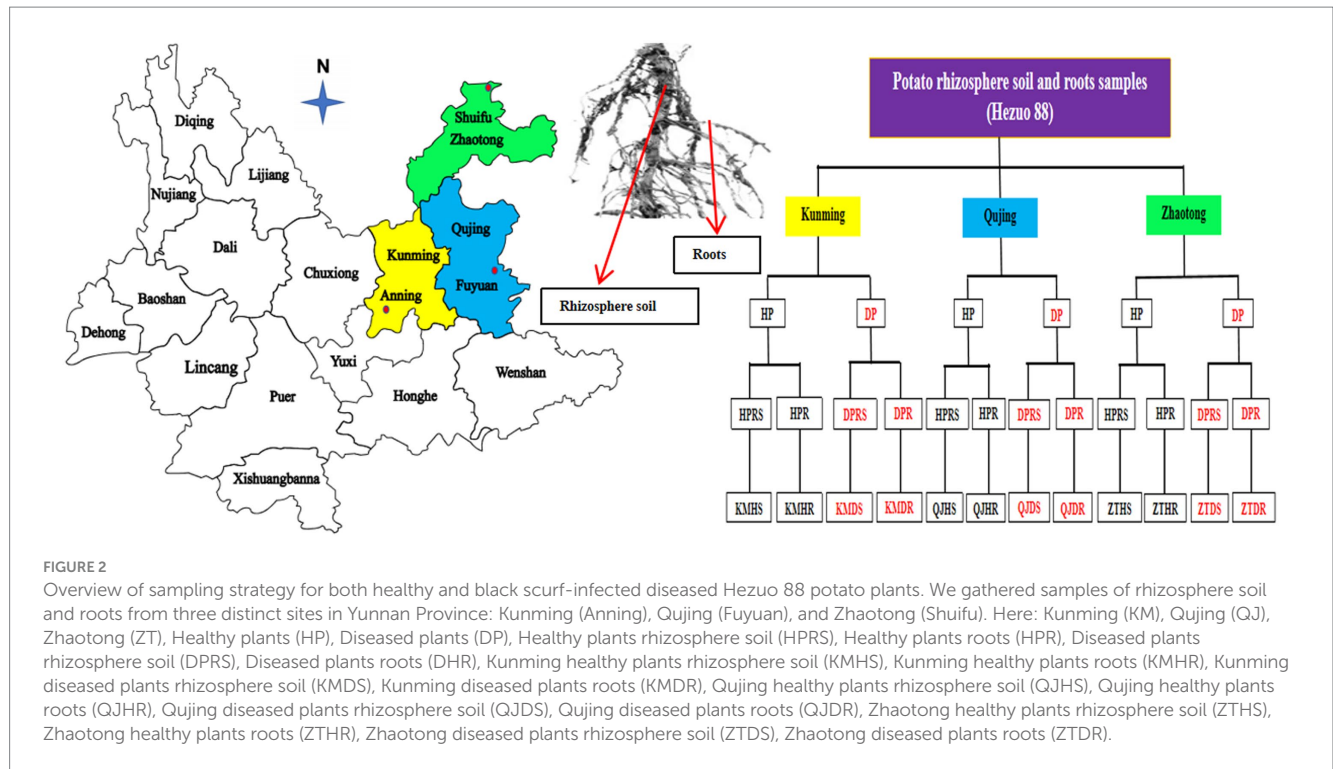 N
Diqing
Shuifu
Zhaotong
Lijiang
Nujiang
Qujing
Dali
Kunming
Chuxiong
Fuyuan
Baoshan
Anning
Dehong
Yuxi
Lincang
Wenshan
Puer
Honghe
Xishuangbanna
Roots
Rhizosphere soil
Potato rhizosphere soil and roots samples
(Hezuo 88)
Kunming Qujing Zhaotong
HP DP HP DP HP DP
HPRS HPR DPRS DPR HPRS HPR DPRS DPR HPRS HPR DPRS DPR
KMHS KMHR KMDS KMDR QJHS QJHR QJDS QJDR ZTHS ZTHR ZTDS ZTDR
FIGURE 2
Overview of sampling strategy for both healthy and black scurf-infected diseased Hezuo 88 potato plants. We gathered samples of rhizosphere soil
and roots from three distinct sites in Yunnan Province: Kunming (Anning), Qujing (Fuyuan), and Zhaotong (Shuifu). Here: Kunming (KM), Qujing (QJ),
Zhaotong (ZT), Healthy plants (HP), Diseased plants (DP), Healthy plants rhizosphere soil (HPRS), Healthy plants roots (HPR), Diseased plants
rhizosphere soil (DPRS), Diseased plants roots (DHR), Kunming healthy plants rhizosphere soil (KMHS), Kunming healthy plants roots (KMHR), Kunming
diseased plants rhizosphere soil (KMDS), Kunming diseased plants roots (KMDR), Qujing healthy plants rhizosphere soil (QJHS), Qujing healthy plants
roots (QJHR), Qujing diseased plants rhizosphere soil (QJDS), Qujing diseased plants roots (QJDR), Zhaotong healthy plants rhizosphere soil (ZTHS),
Zhaotong healthy plants roots (ZTHR), Zhaotong diseased plants rhizosphere soil (ZTDS), Zhaotong diseased plants roots (ZTDR).